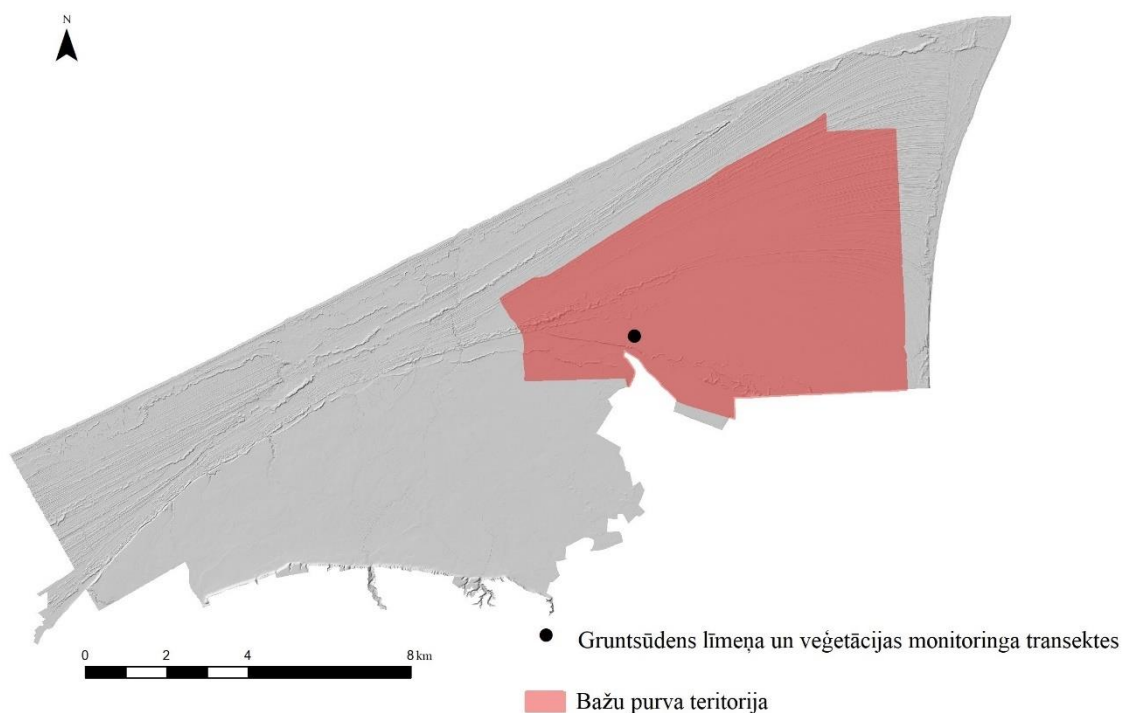 N
0 2 4 8 km
Gruntsūdens līmeņa un veģetācijas monitoringa transektes
Bažu purva teritorija